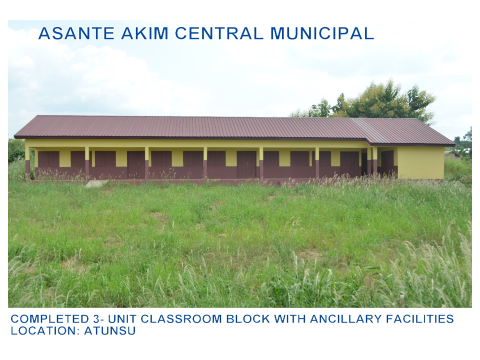 ASANTE AKIM CENTRAL MUNICIPAL
COMPLETED 3- UNIT CLASSROOM BLOCK WITH ANCILLARY FACILITIES
LOCATION: ATUNSU